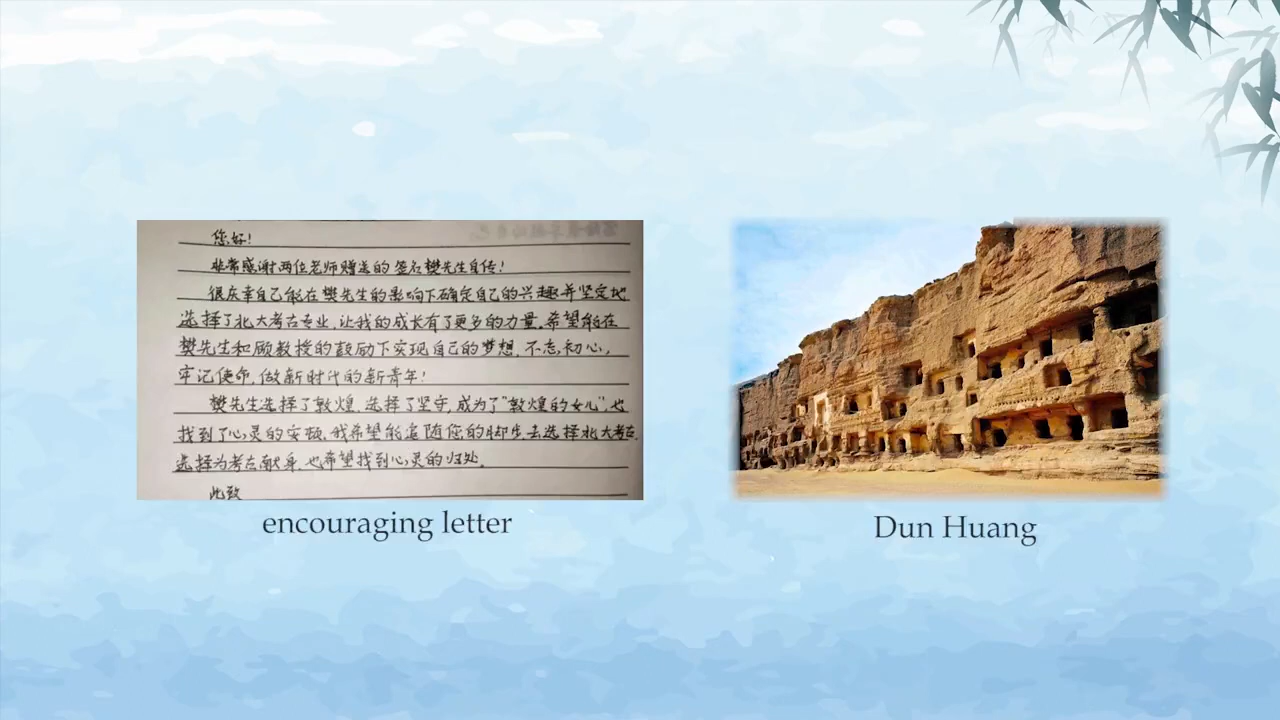 您好!
非常感谢两位老师赠送的签名樊先生自传!
很庆幸自己能在樊先生的影响下确定自己的兴趣并坚定地
选择了北大考古专业,让我的成长有了更多的力量。希望能在
樊先生和顾教授的鼓励下实现自己的梦想,不忘初心,
牢记使命,做新时代的新青年!
樊先生选择了敦煌,选择了坚守,成为了"敦煌的女儿",也
找到了心灵的安顿。我希望能追随您的脚步去选择北大考古,
选择为考古献身,也希望找到心灵的归处。
此致
encouraging letter
Dun Huang